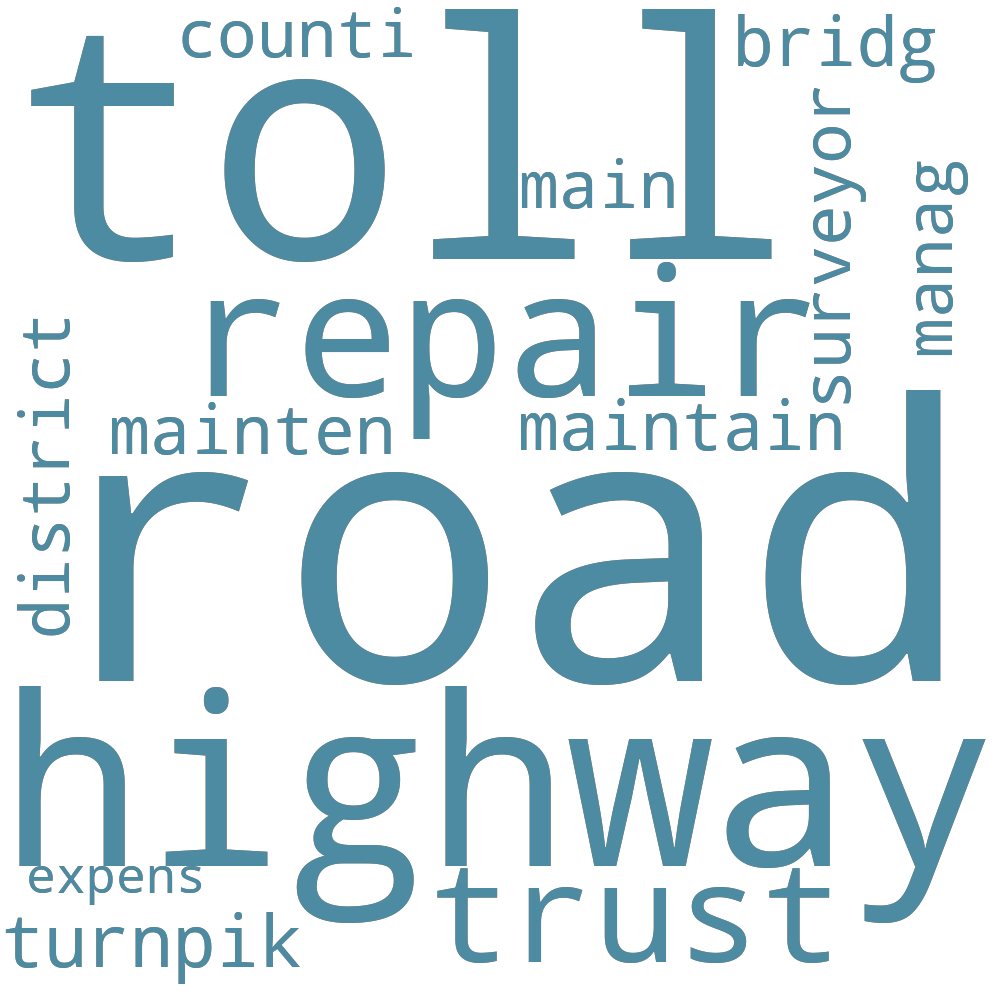 counti
bridg
toll
main
surveyor
manag
repair
district
mainten
maintain
road
highway
expens
trust
turnpik